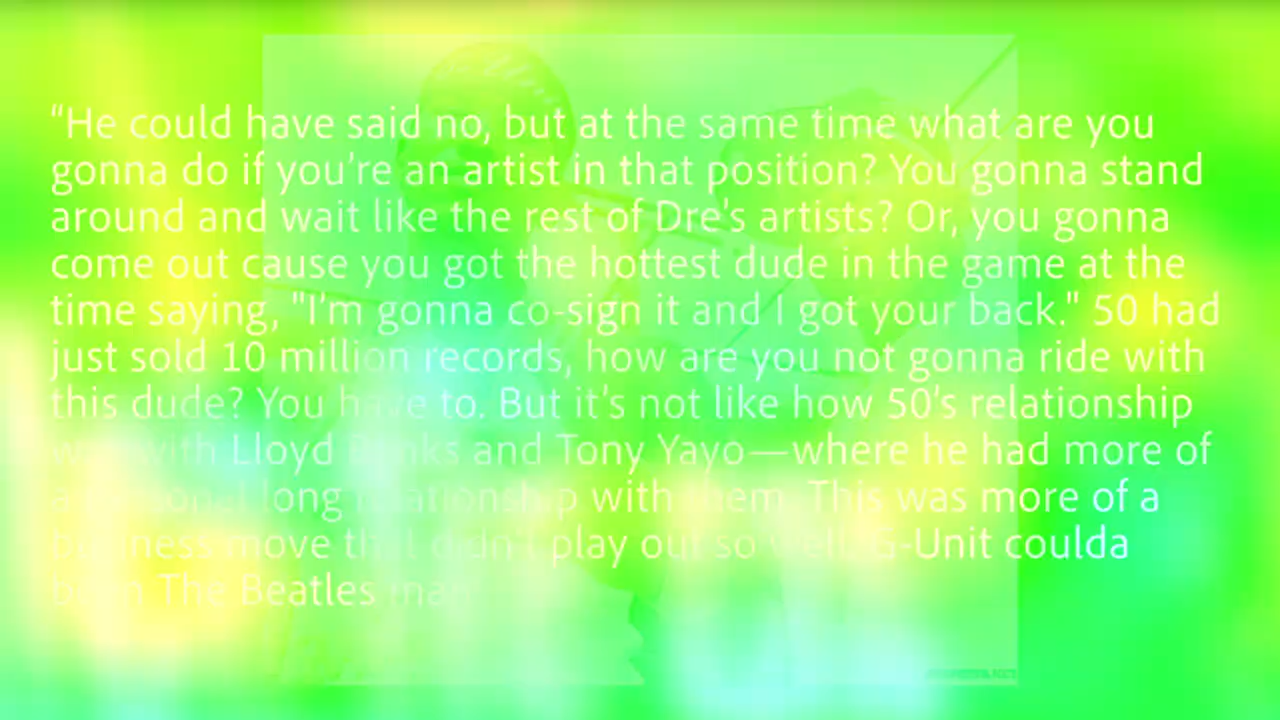 “He could have said no, but at the same time what are you
gonna do if you’re an artist in that position? You gonna stand
around and wait like the rest of Dre's artists? Or, you gonna
come out cause you got the hottest dude in the game at the
time saying, "I’m gonna co-sign it and I got your back." 50 had
just sold 10 million records, how are you not gonna ride with
this dude? You have to. But it's not like how 50’s relationship
was with Lloyd Banks and Tony Yayo—where he had more of
a personal long relationship with them. This was more of a
business move that didn't play out so well. G-Unit coulda
been The Beatles man